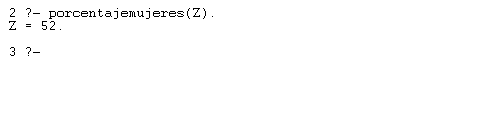 2 ?- porcentajemujeres(Z).
Z = 52.
3 ?-